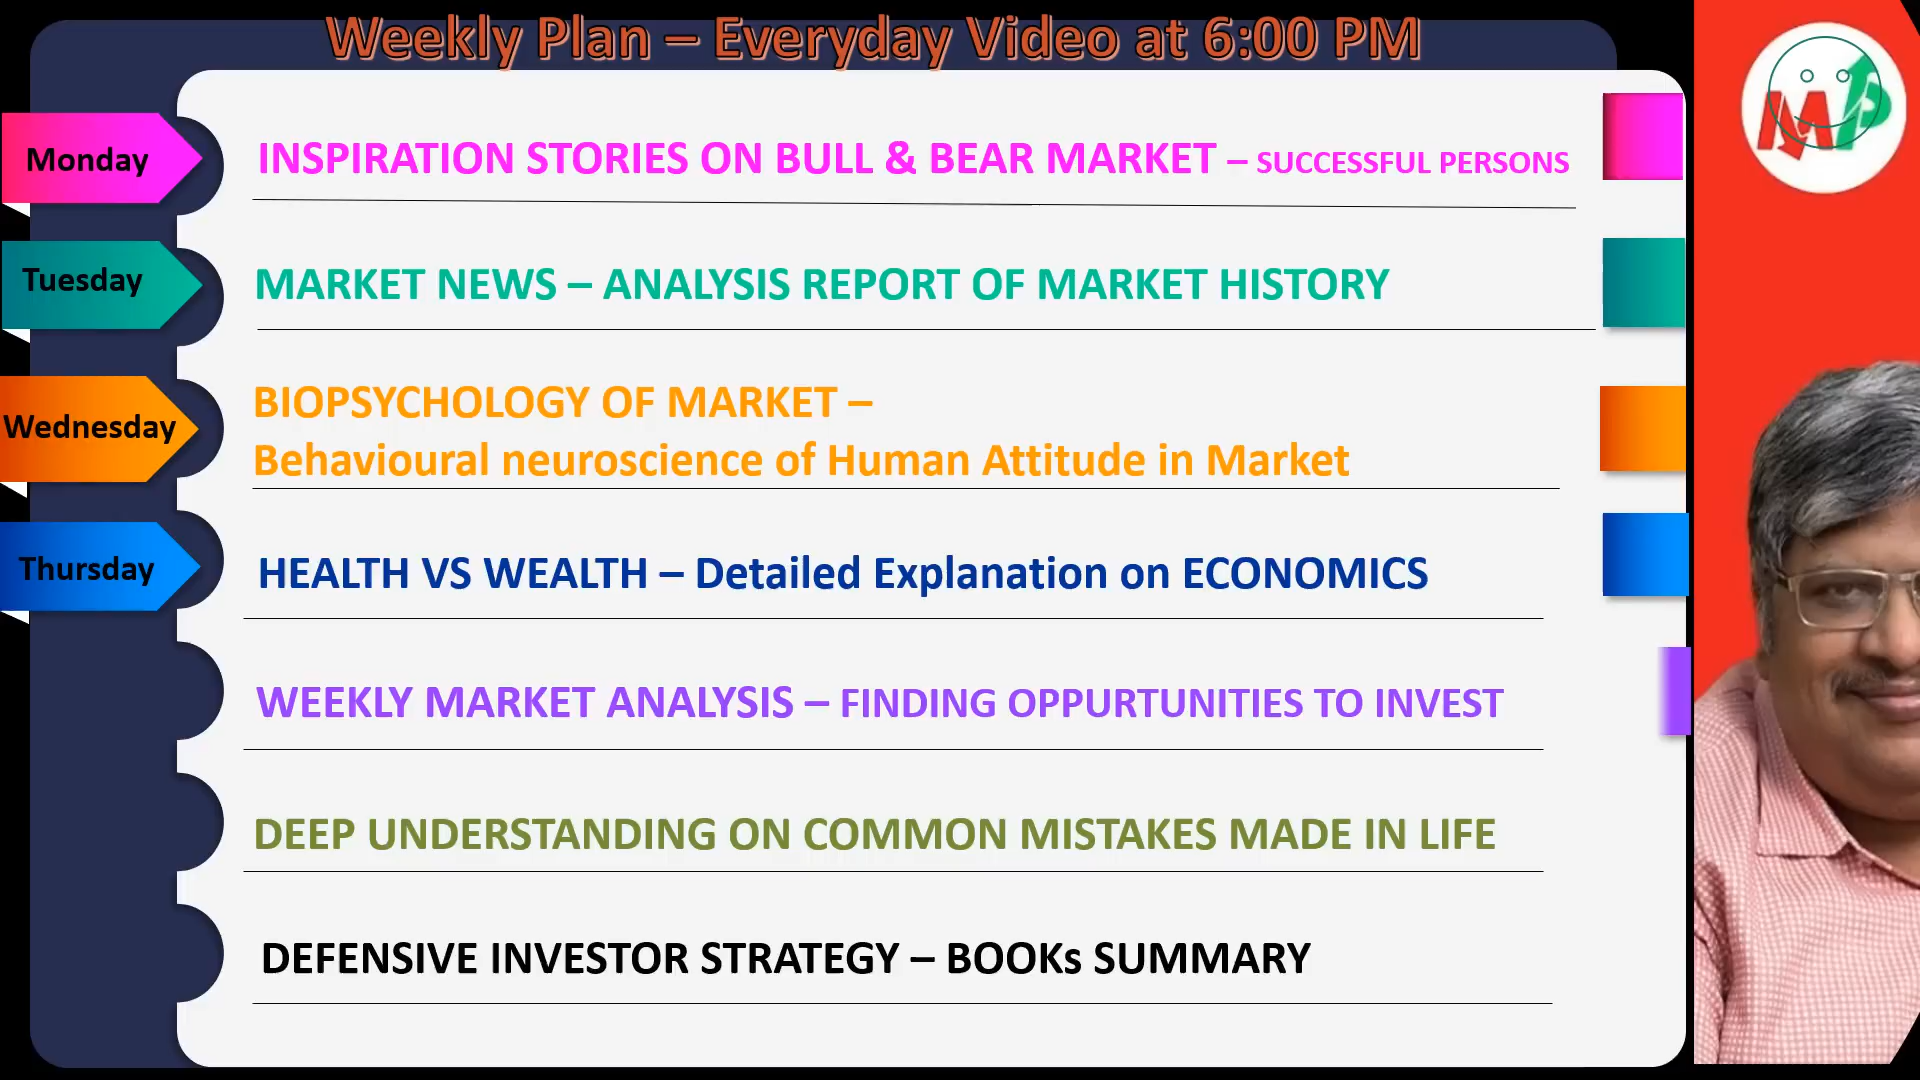 Weekly Plan – Everyday Video at 6:00 PM
Monday
INSPIRATION STORIES ON BULL & BEAR MARKET – SUCCESSFUL PERSONS
Tuesday
MARKET NEWS – ANALYSIS REPORT OF MARKET HISTORY
Wednesday
BIOPSYCHOLOGY OF MARKET –
Behavioural neuroscience of Human Attitude in Market
Thursday
HEALTH VS WEALTH – Detailed Explanation on ECONOMICS
WEEKLY MARKET ANALYSIS – FINDING OPPURTUNITIES TO INVEST
DEEP UNDERSTANDING ON COMMON MISTAKES MADE IN LIFE
DEFENSIVE INVESTOR STRATEGY – BOOKs SUMMARY
MP